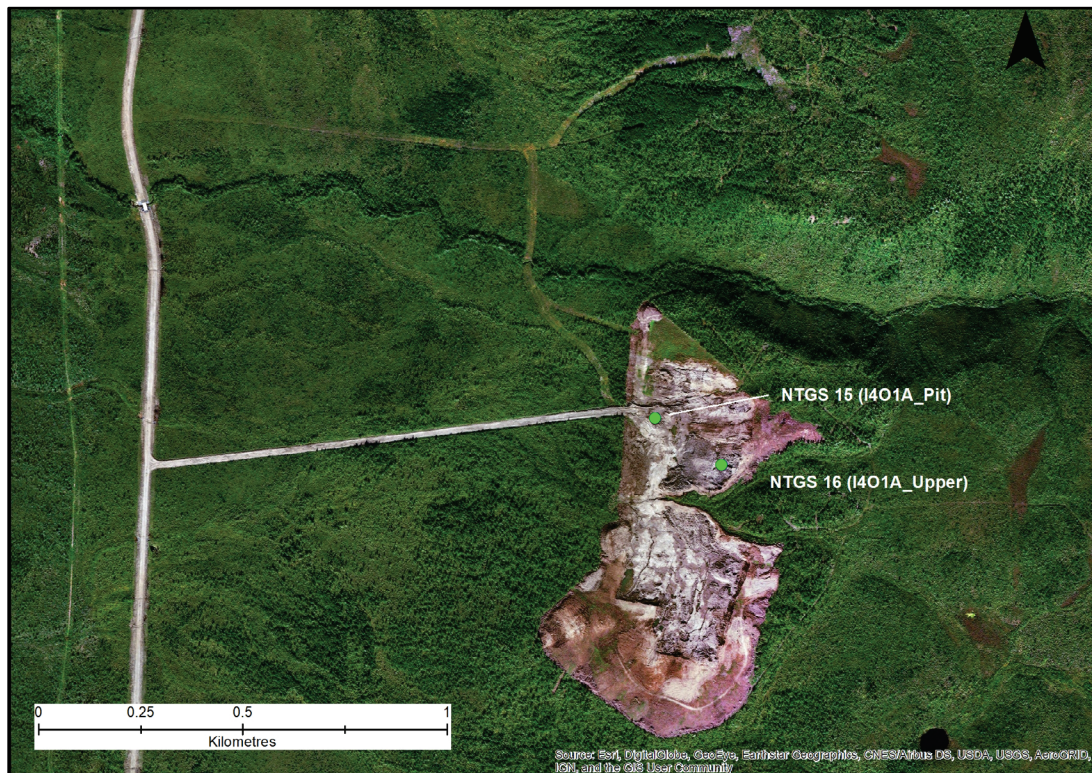 NTGS 15 (I4O1A_Pit)
NTGS 16 (I4O1A_Upper)
0 0.25 0.5 1
Kilometres
Source: Esri, DigitalGlobe, GeoEye, Earthstar Geographics, CNES/Airbus DS, USDA, USGS, AeroGRID,
IGN, and the GIS User Community